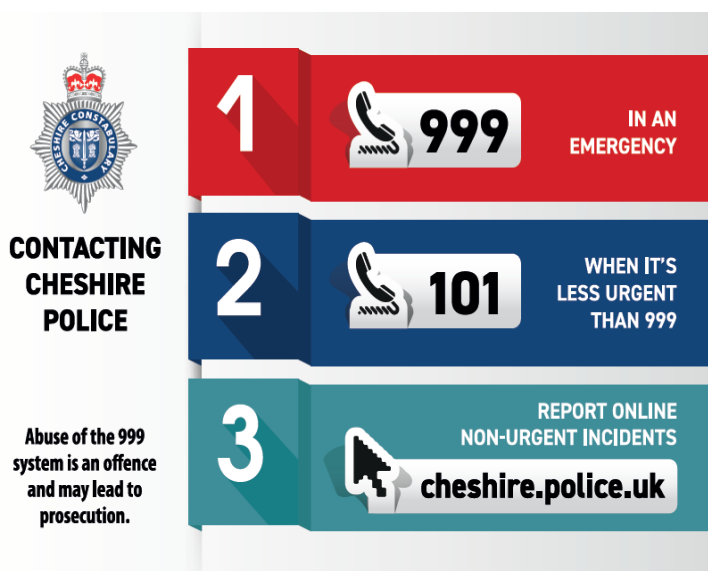 CHESHIRE CONSTABULARY
CONTACTING
CHESHIRE
POLICE
Abuse of the 999
system is an offence
and may lead to
prosecution.
1
999
IN AN
EMERGENCY
2
101
WHEN IT'S
LESS URGENT
THAN 999
3
REPORT ONLINE
NON-URGENT INCIDENTS
cheshire.police.uk